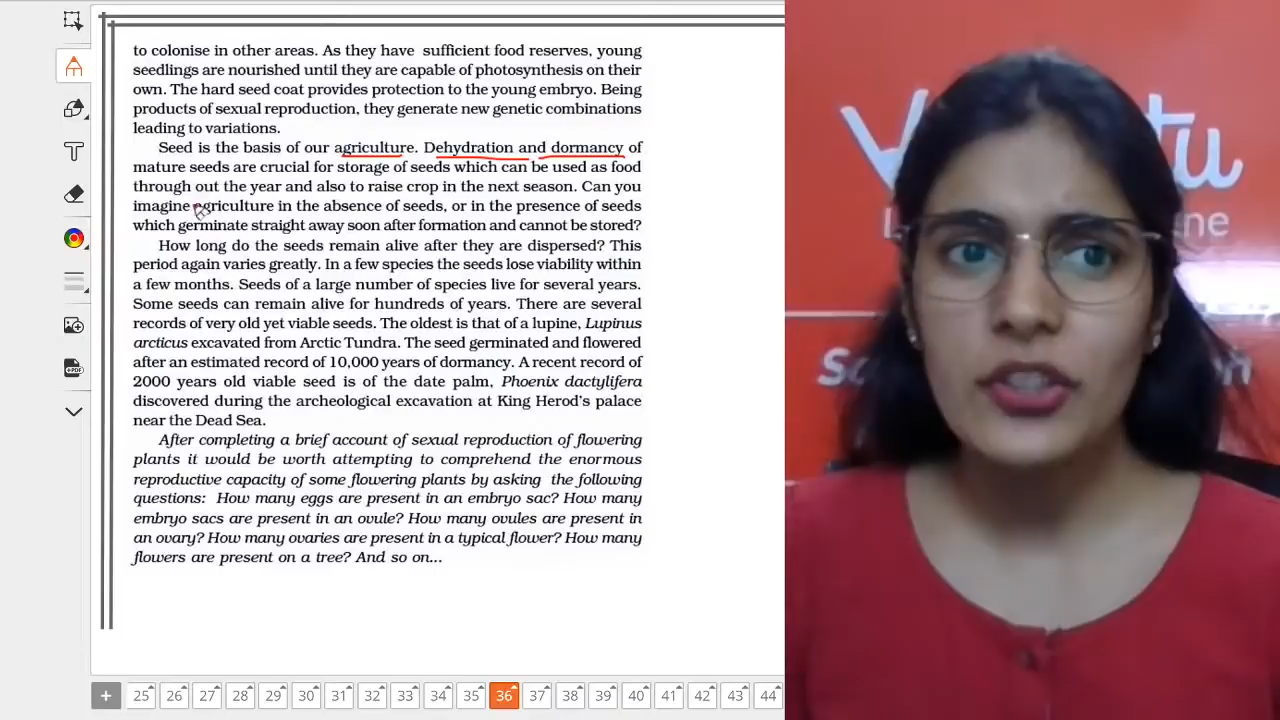 to colonise in other areas. As they have sufficient food reserves, young
seedlings are nourished until they are capable of photosynthesis on their
own. The hard seed coat provides protection to the young embryo. Being
products of sexual reproduction, they generate new genetic combinations
leading to variations.
Seed is the basis of our agriculture. Dehydration and dormancy of
mature seeds are crucial for storage of seeds which can be used as food
through out the year and also to raise crop in the next season. Can you
imagine agriculture in the absence of seeds, or in the presence of seeds
which germinate straight away soon after formation and cannot be stored?
How long do the seeds remain alive after they are dispersed? This
period again varies greatly. In a few species the seeds lose viability within
a few months. Seeds of a large number of species live for several years.
Some seeds can remain alive for hundreds of years. There are several
records of very old yet viable seeds. The oldest is that of a lupine, Lupinus
arcticus excavated from Arctic Tundra. The seed germinated and flowered
after an estimated record of 10,000 years of dormancy. A recent record of
2000 years old viable seed is of the date palm, Phoenix dactylifera
discovered during the archeological excavation at King Herod's palace
near the Dead Sea.
After completing a brief account of sexual reproduction of flowering
plants it would be worth attempting to comprehend the enormous
reproductive capacity of some flowering plants by asking the following
questions: How many eggs are present in an embryo sac? How many
embryo sacs are present in an ovule? How many ovules are present in
an ovary? How many ovaries are present in a typical flower? How many
flowers are present on a tree? And so on...
T
PDF
+ 25 26 27 28 29 30 31 32 33 34 35 36 37 38 39 40 41 42 43 44